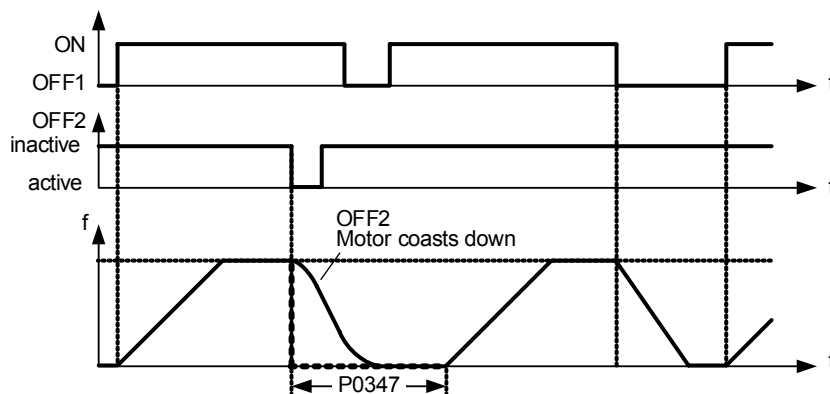 ON
OFF1
t
OFF2
inactive
active
t
f
OFF2
Motor coasts down
t
P0347